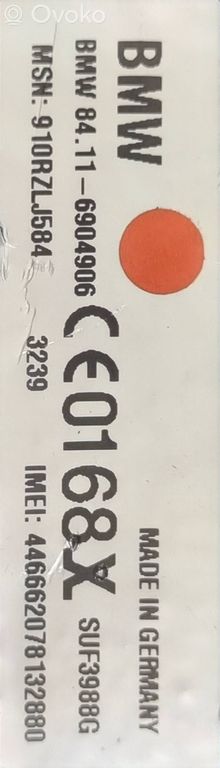 Ovoko
BMW
MADE IN GERMANY
BMW 84.11-6904906 CE0168X SUF3988G
MSN: 910RZLJ584 3239 IMEI: 446662078132880